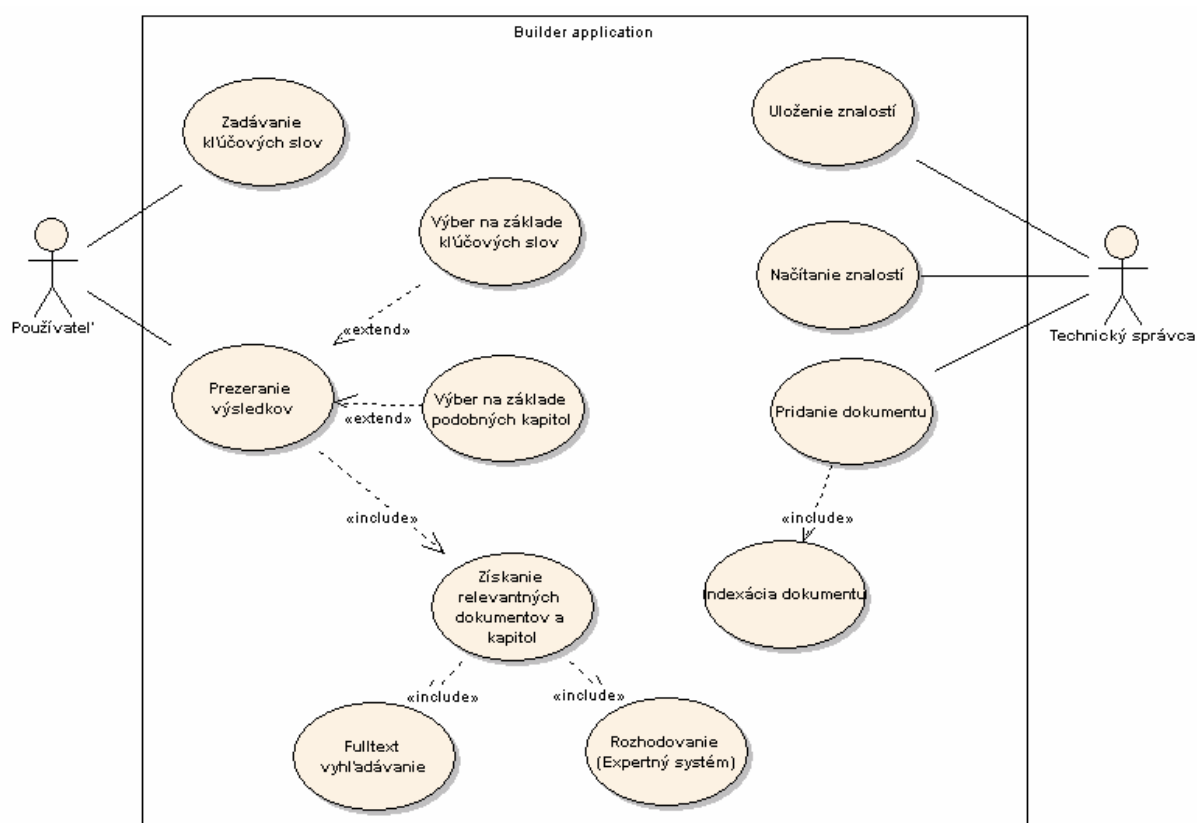 Builder application
Zadávanie
kľúčových slov
Uloženie znalostí
Výber na základe
kľúčových slov
Načítanie znalostí
Používateľ
Technický správca
«extend»
Prezeranie
výsledkov
Výber na základe
podobných kapitol
«extend»
Pridanie dokumentu
«include»
«include»
Získanie
relevantných
dokumentov a
kapitol
Indexácia dokumentu
«include»
«include»
Fulltext
vyhľadávanie
Rozhodovanie
(Expertný systém)